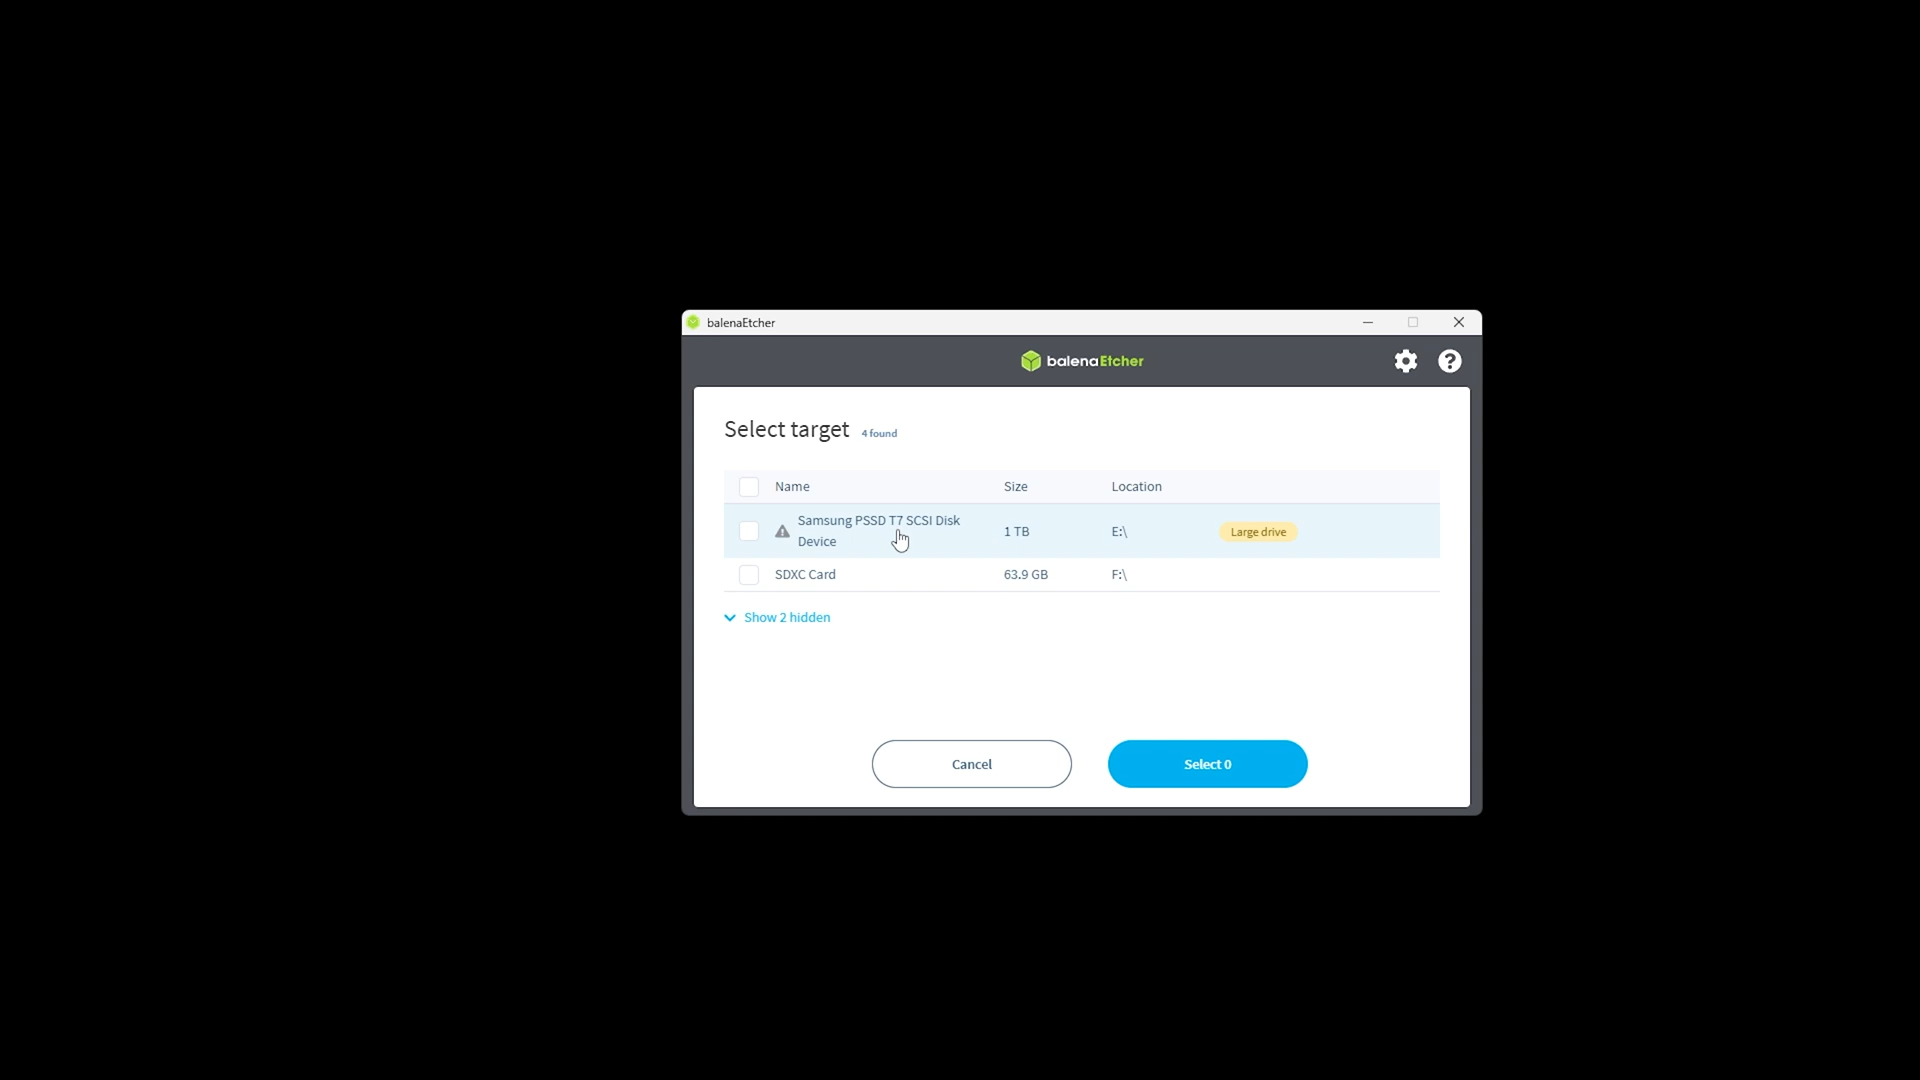 balenaEtcher
balenaEtcher
Select target 4 found
Name Size Location
Samsung PSSD T7 SCSI Disk
Device 1 TB E:\ Large drive
SDXC Card 63.9 GB F:\
Show 2 hidden
Cancel Select 0